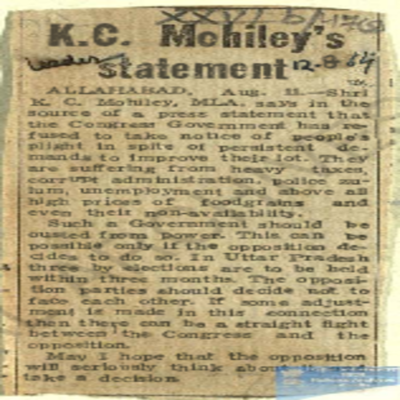 XXVI b/176
K.C. Mohiley's
Leader
statement 12-8-64
ALLAHABAD, Aug. 11.—Shri
K. C. Mohiley, MLA. says in the
source of a press statement that
the Congress Government has re-
fused to take notice of people's
plight in spite of persistent de-
mands to improve their lot. They
are suffering from heavy taxes,
corrupt administration, police zu-
lum, unemployment and above all
high prices of foodgrains and
even their non-availability.
Such a Government should be
ousted from power. This can be
possible only if the opposition de-
cides to do so. In Uttar Pradesh
three by elections are to be held
within three months. The opposi-
tion parties should decide not to
face each other. If some adjust-
ment is made in this connection
then there can be a straight fight
between the Congress and the
opposition.
May I hope that the opposition
will seriously think about it and
take a decision